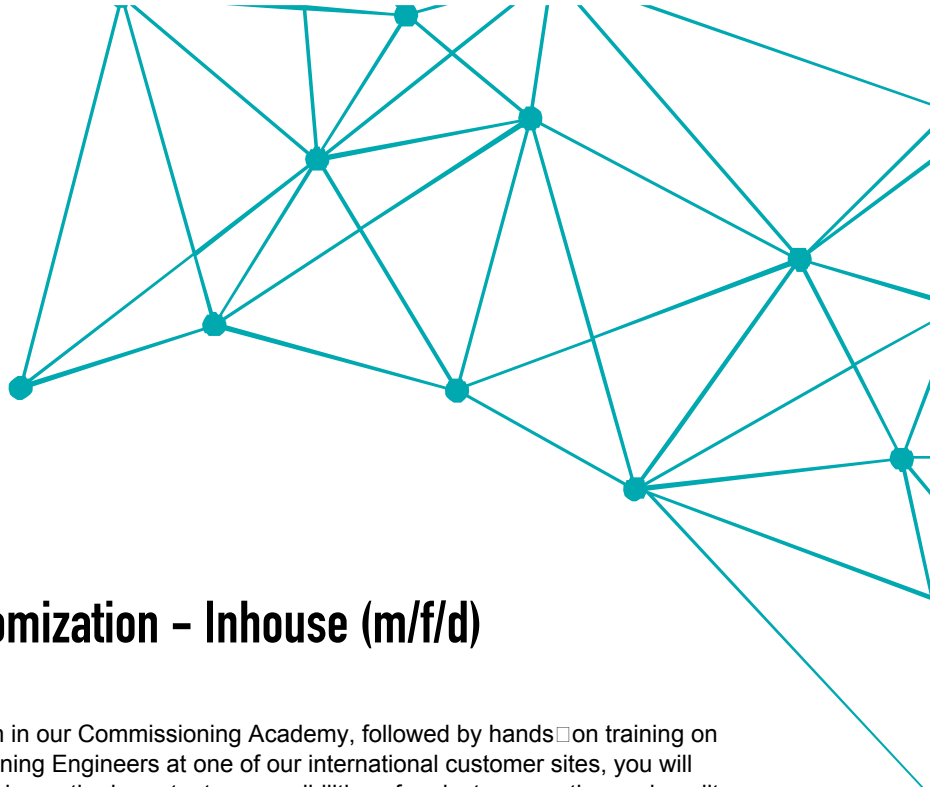 omization – Inhouse (m/f/d)
n in our Commissioning Academy, followed by hands□on training on
ning Engineers at one of our international customer sites, you will